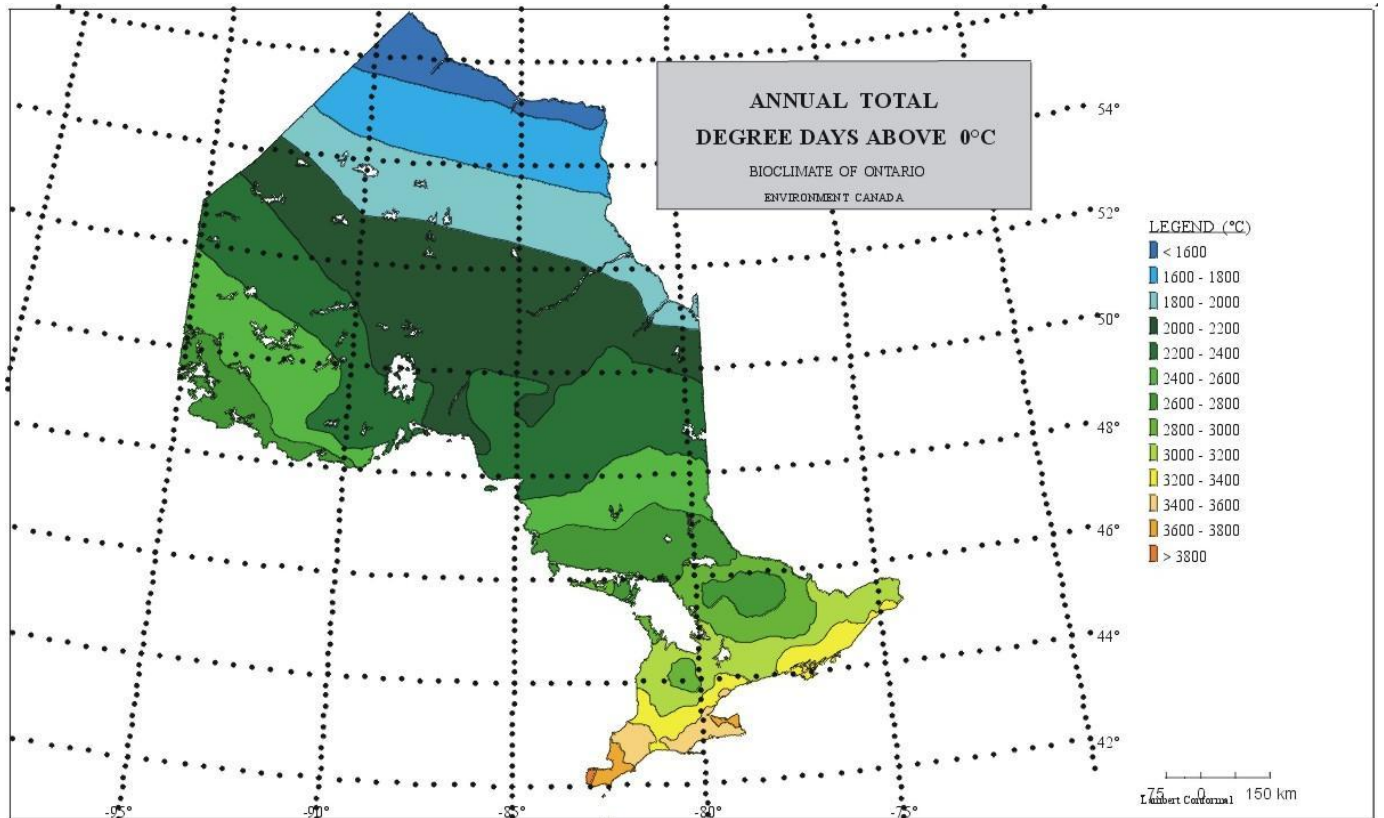 ANNUAL TOTAL
DEGREE DAYS ABOVE 0°C
BIOCLIMATE OF ONTARIO
ENVIRONMENT CANADA
54°
52°
50°
48°
46°
44°
42°
LEGEND (°C)
< 1600
1600 - 1800
1800 - 2000
2000 - 2200
2200 - 2400
2400 - 2600
2600 - 2800
2800 - 3000
3000 - 3200
3200 - 3400
3400 - 3600
3600 - 3800
> 3800
75 0 150 km
Lambert Conformal
-95° -90° -85° -80° -75°